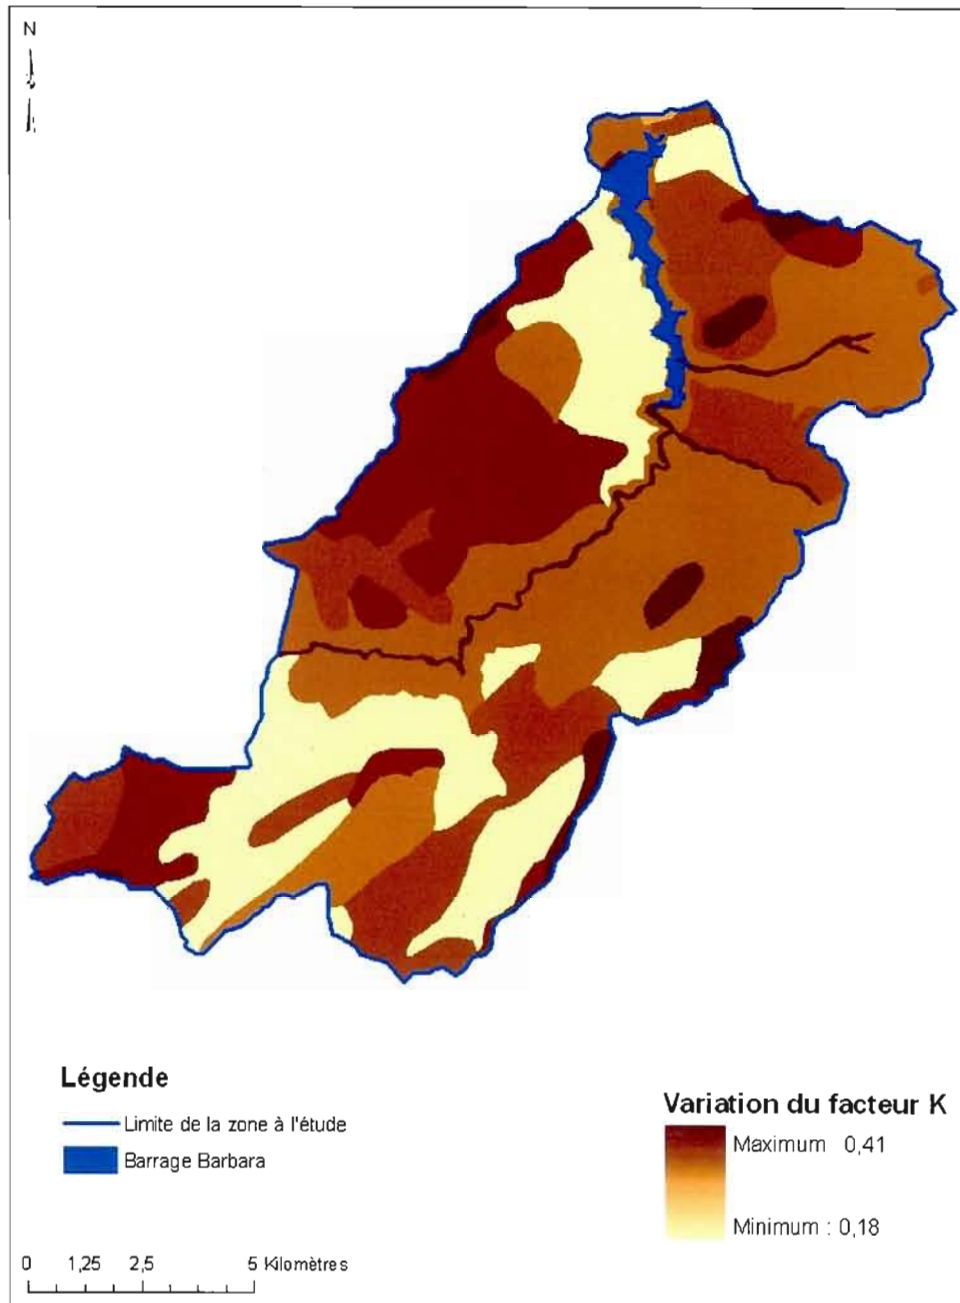 N
Légende
Limite de la zone à l'étude
Barrage Barbara
Variation du facteur K
Maximum 0,41
Minimum : 0,18
0 1,25 2,5 5 Kilomètres